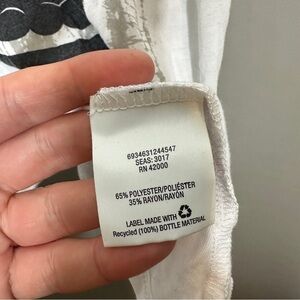 6934631244547
SEAS: 3017
RN 42000
65% POLYESTER/POLIÉSTER
35% RAYON/RAYÓN
LABEL MADE WITH
Recycled (100%) BOTTLE MATERIAL